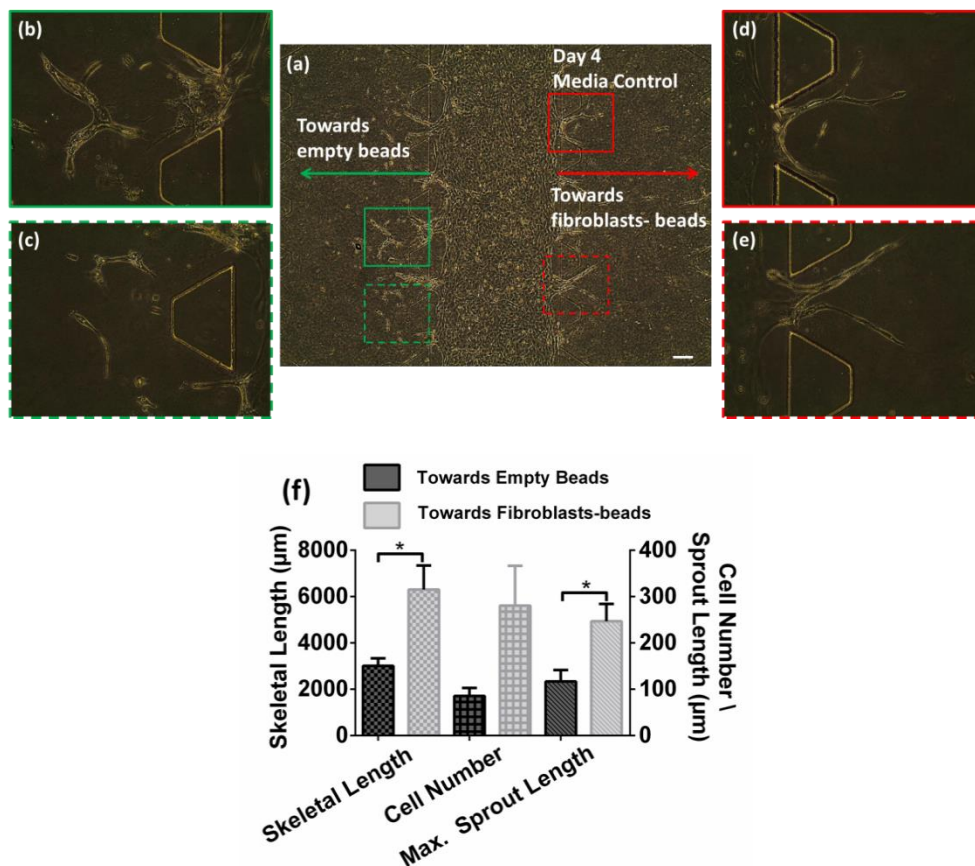 (b)
(a)
Day 4
Media Control
Towards
empty beads
Towards
fibroblasts- beads
(c)
(d)
(e)
(f)
Towards Empty Beads
Towards Fibroblasts-beads
Skeletal Length (µm)
8000
6000
4000
2000
0
*
*
400
300
200
100
0
Cell Number \
Sprout Length (µm)
Skeletal Length
Cell Number
Max. Sprout Length